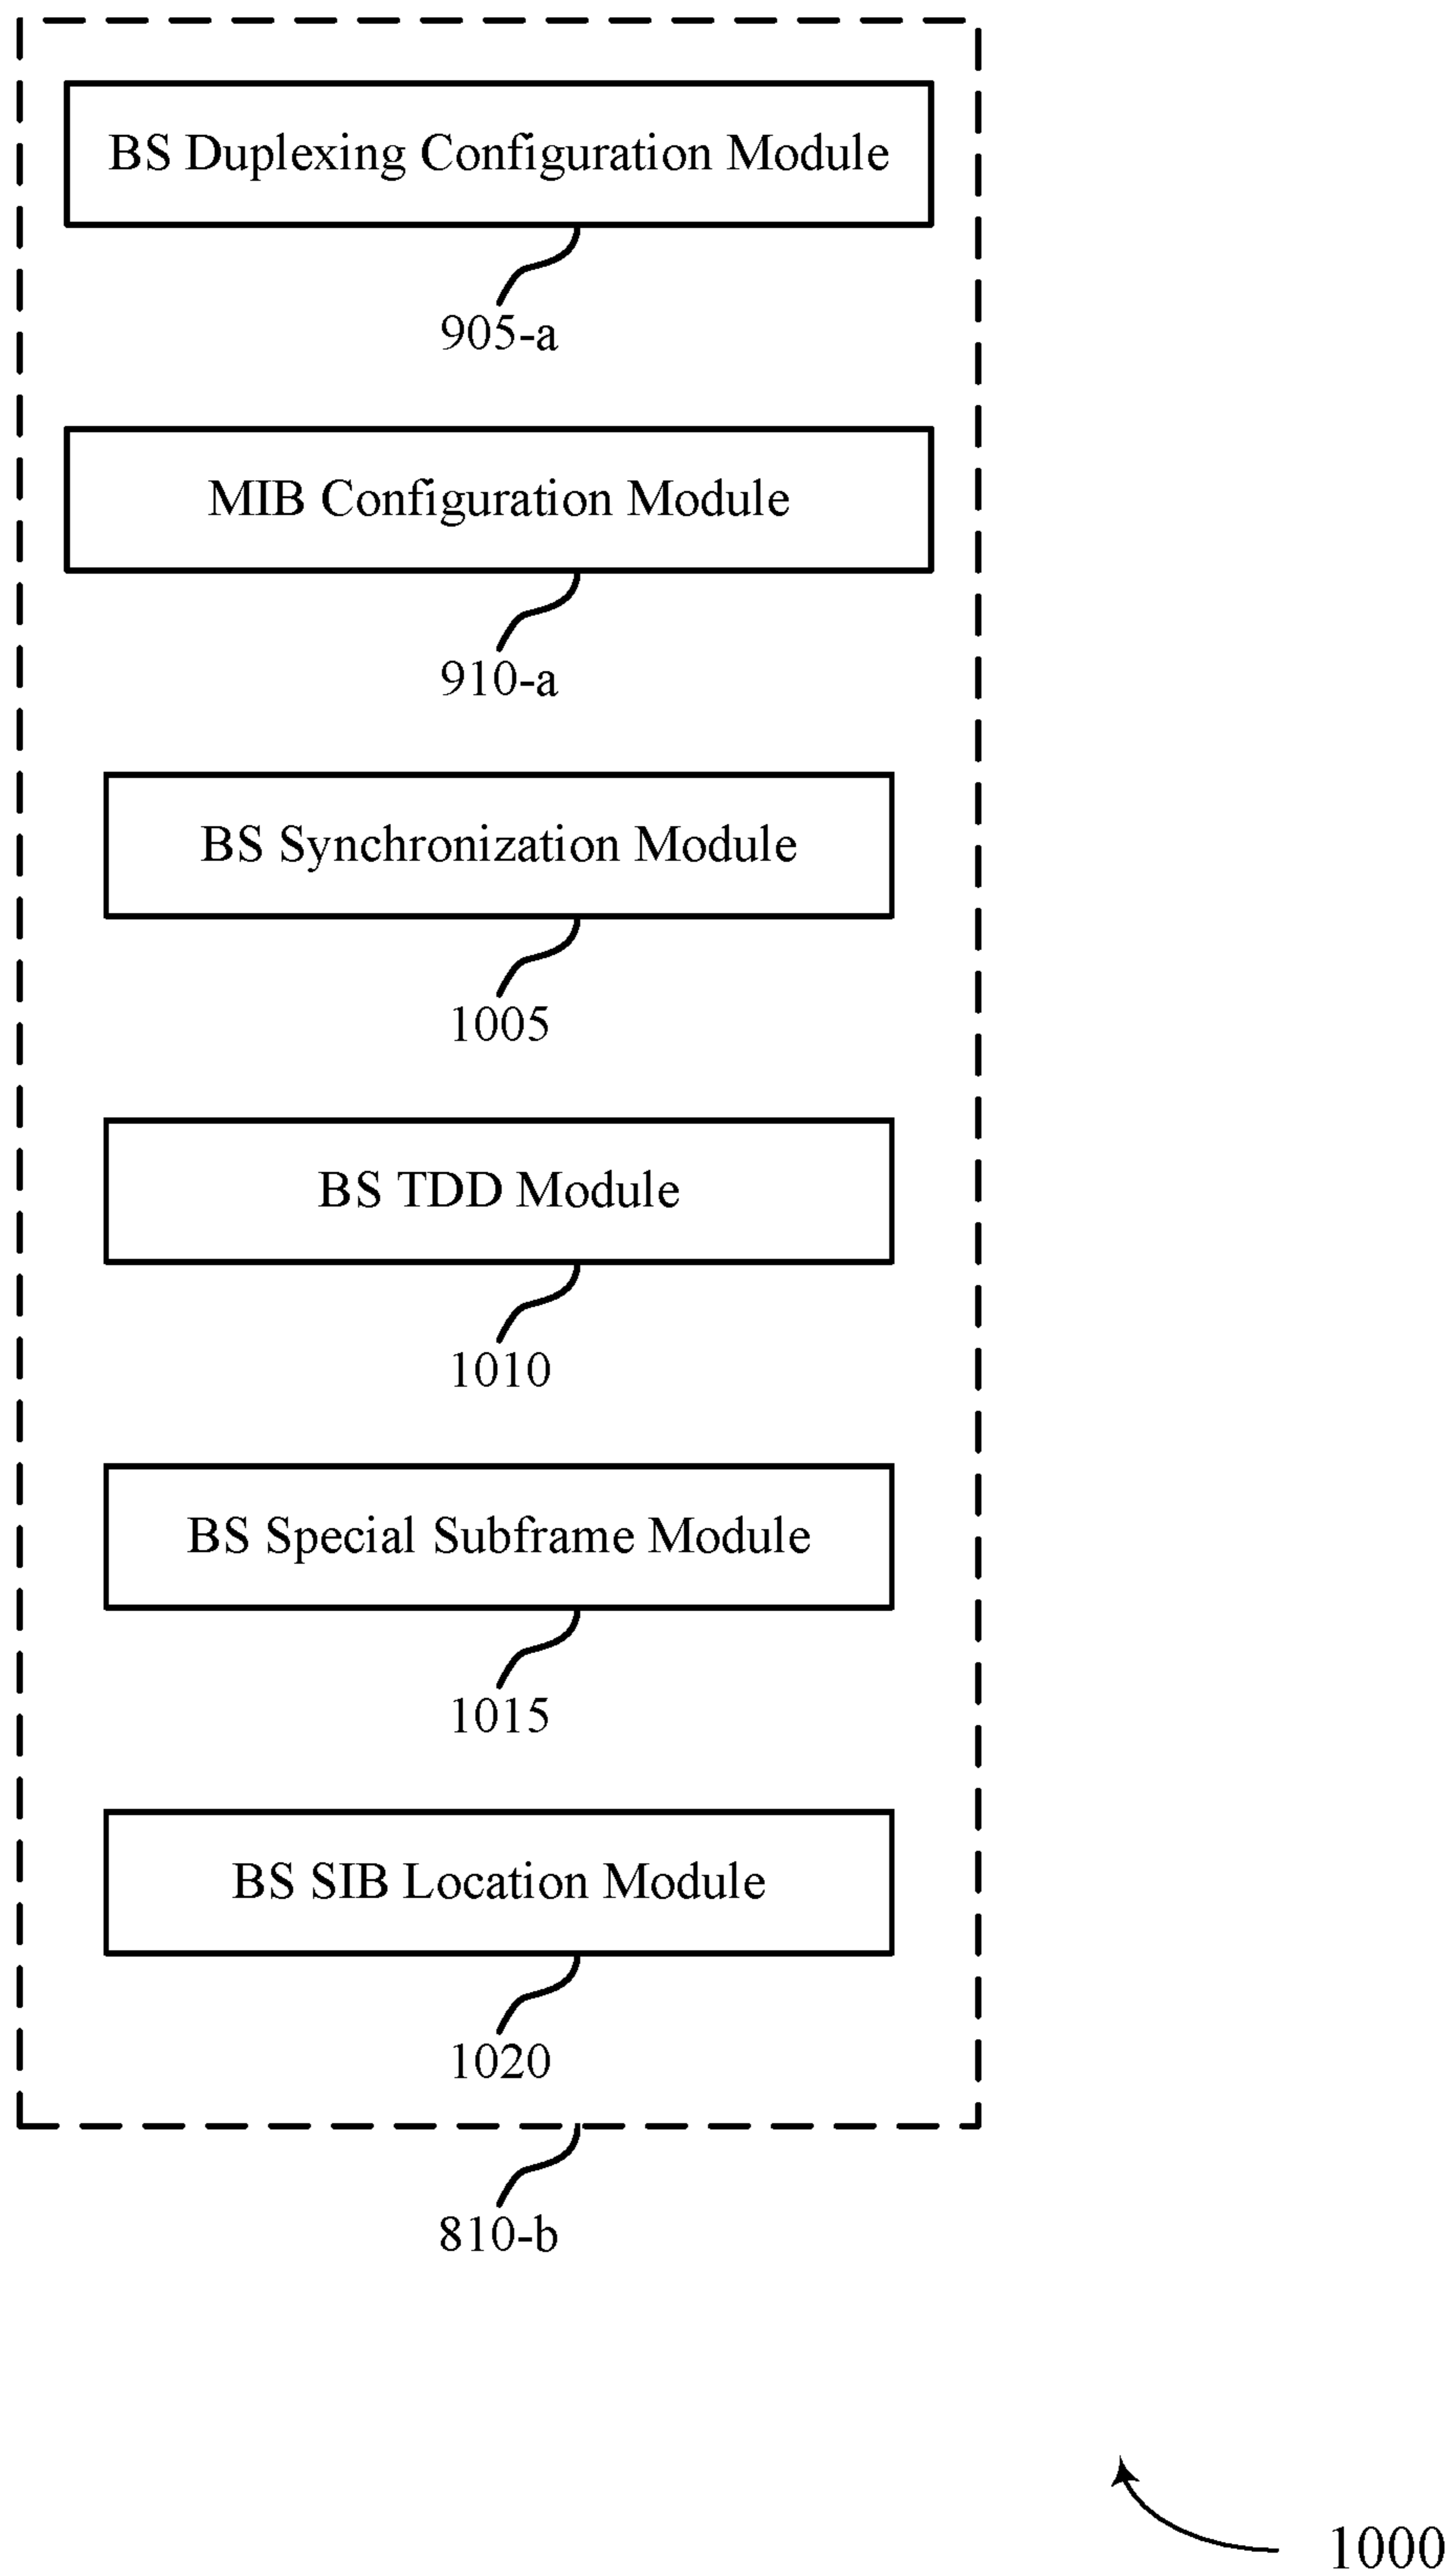 BS Duplexing Configuration Module
905-a
MIB Configuration Module
910-a
BS Synchronization Module
1005
BS TDD Module
1010
BS Special Subframe Module
1015
BS SIB Location Module
1020
810-b
1000